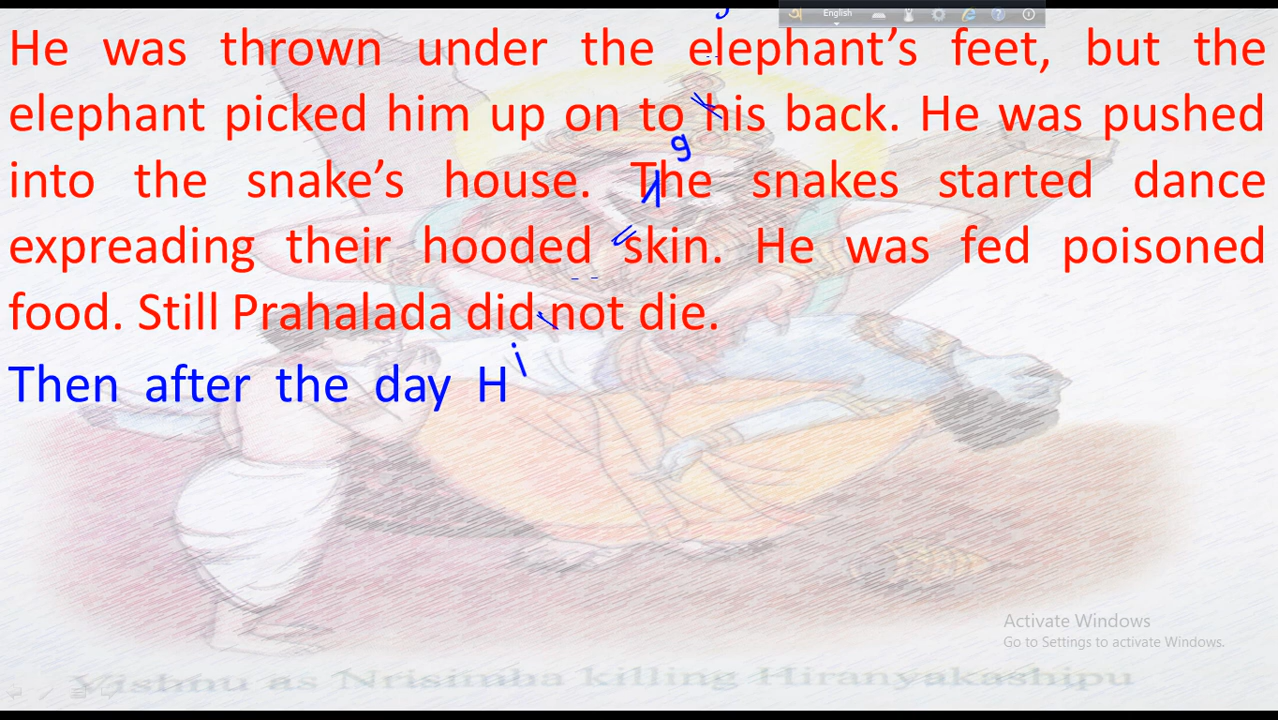 English
He was thrown under the elephant’s feet, but the
elephant picked him up on to his back. He was pushed
into the snake’s house. The snakes started dance
expreading their hooded skin. He was fed poisoned
food. Still Prahalada did not die.
Then after the day Hi
Activate Windows
Go to Settings to activate Windows.
Vishnu as Nrisimba killing Hiranyakashipu